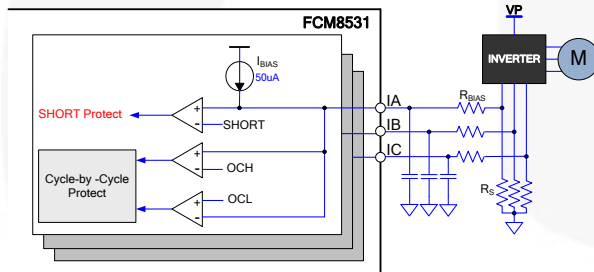 FCM8531
VP
IBIAS
50uA
INVERTER
M
SHORT Protect
+
-
SHORT
IA
RBIAS
IB
IC
Cycle-by -Cycle
Protect
+
-
OCH
+
-
OCL
RS